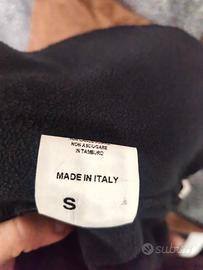 NON ASCIUGARE
IN TAMBURO
MADE IN ITALY
S
subito